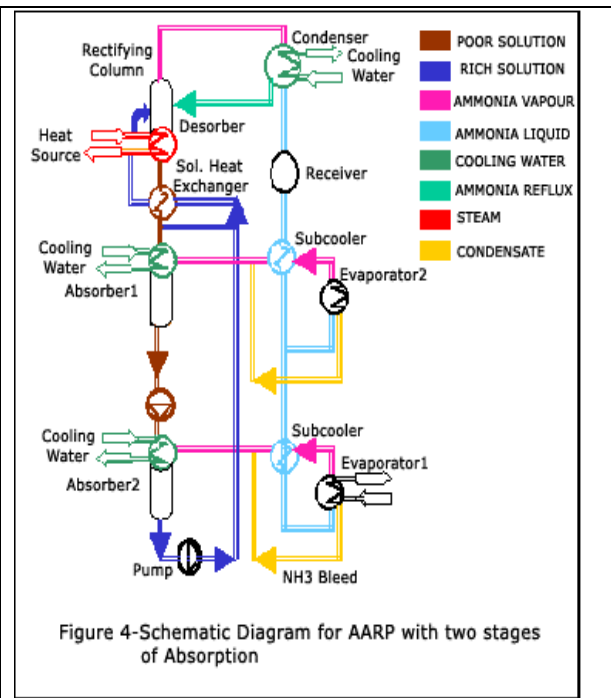 Condenser
Rectifying
Column
Cooling
Water
Desorber
Heat
Source
Sol. Heat
Exchanger
Receiver
Cooling
Water
Subcooler
Evaporator2
Absorber1
Cooling
Water
Subcooler
Evaporator1
Absorber2
Pump
NH3 Bleed
POOR SOLUTION
RICH SOLUTION
AMMONIA VAPOUR
AMMONIA LIQUID
COOLING WATER
AMMONIA REFLUX
STEAM
CONDENSATE
Figure 4-Schematic Diagram for AARP with two stages
of Absorption